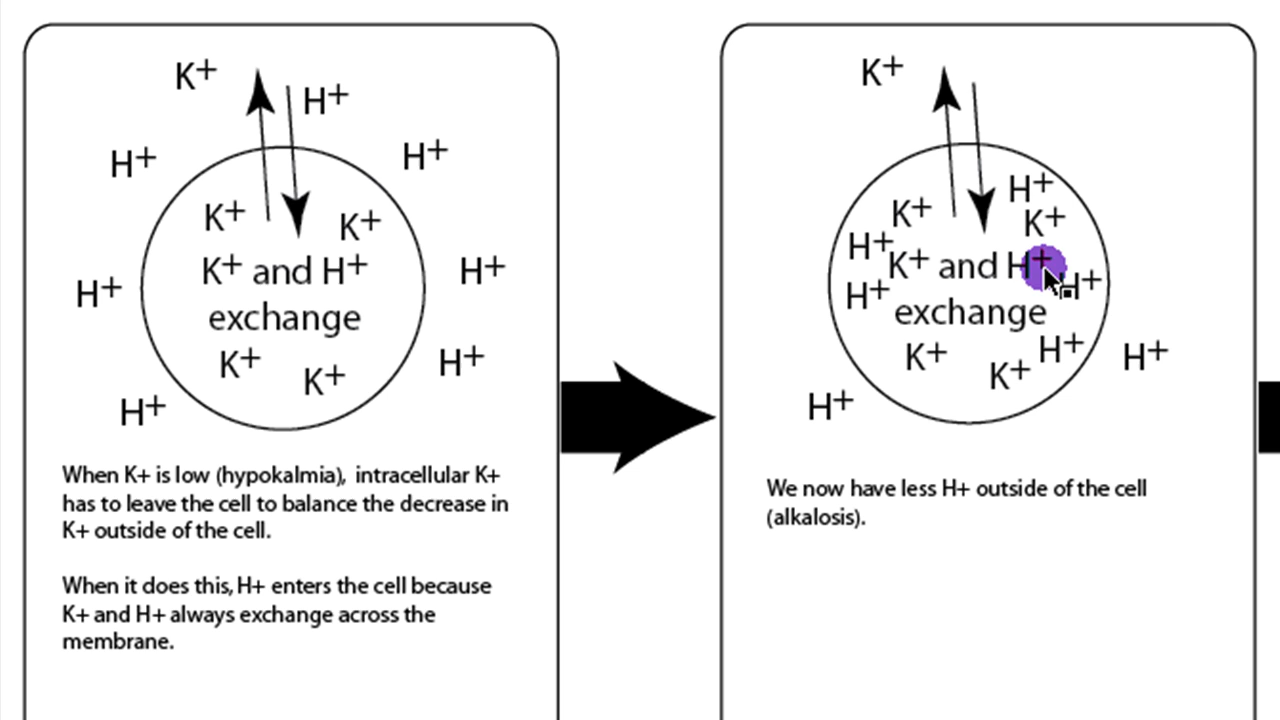 K+
H+
H+
H+
K+
K+
K+ and H+
exchange
H+
H+
K+
K+
H+
H+
When K+ is low (hypokalmia), intracellular K+
has to leave the cell to balance the decrease in
K+ outside of the cell.
When it does this, H+ enters the cell because
K+ and H+ always exchange across the
membrane.
K+
H+
K+
K+
H+
K+ and H+
exchange
H+
H+
K+
K+
H+
H+
H+
We now have less H+ outside of the cell
(alkalosis).